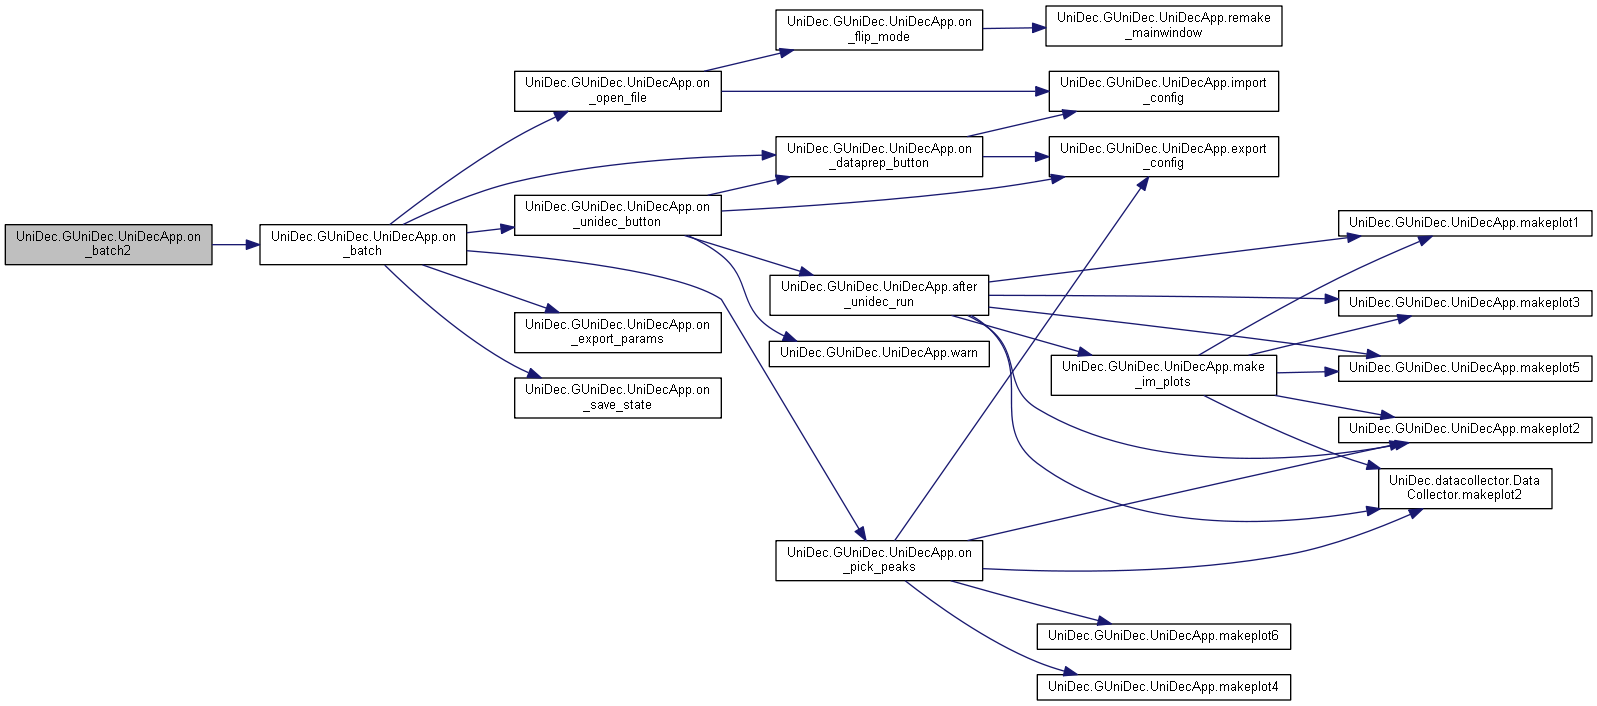 UniDec.GUniDec.UniDecApp.on
_batch2
UniDec.GUniDec.UniDecApp.on
_batch
UniDec.GUniDec.UniDecApp.on
_open_file
UniDec.GUniDec.UniDecApp.on
_unidec_button
UniDec.GUniDec.UniDecApp.on
_export_params
UniDec.GUniDec.UniDecApp.on
_save_state
UniDec.GUniDec.UniDecApp.on
_flip_mode
UniDec.GUniDec.UniDecApp.on
_dataprep_button
UniDec.GUniDec.UniDecApp.after
_unidec_run
UniDec.GUniDec.UniDecApp.warn
UniDec.GUniDec.UniDecApp.on
_pick_peaks
UniDec.GUniDec.UniDecApp.remake
_mainwindow
UniDec.GUniDec.UniDecApp.import
_config
UniDec.GUniDec.UniDecApp.export
_config
UniDec.GUniDec.UniDecApp.make
_im_plots
UniDec.GUniDec.UniDecApp.makeplot6
UniDec.GUniDec.UniDecApp.makeplot4
UniDec.GUniDec.UniDecApp.makeplot1
UniDec.GUniDec.UniDecApp.makeplot3
UniDec.GUniDec.UniDecApp.makeplot5
UniDec.GUniDec.UniDecApp.makeplot2
UniDec.datacollector.Data
Collector.makeplot2